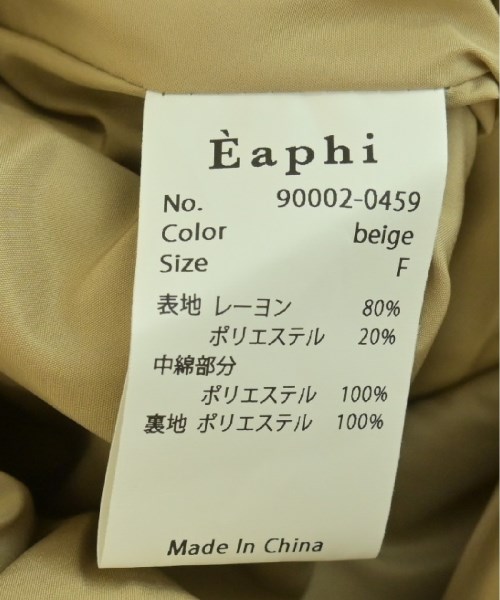 Èaphi
No. 90002-0459
Color beige
Size F
表地 レーヨン 80%
ポリエステル 20%
中綿部分
ポリエステル 100%
裏地 ポリエステル 100%
Made In China